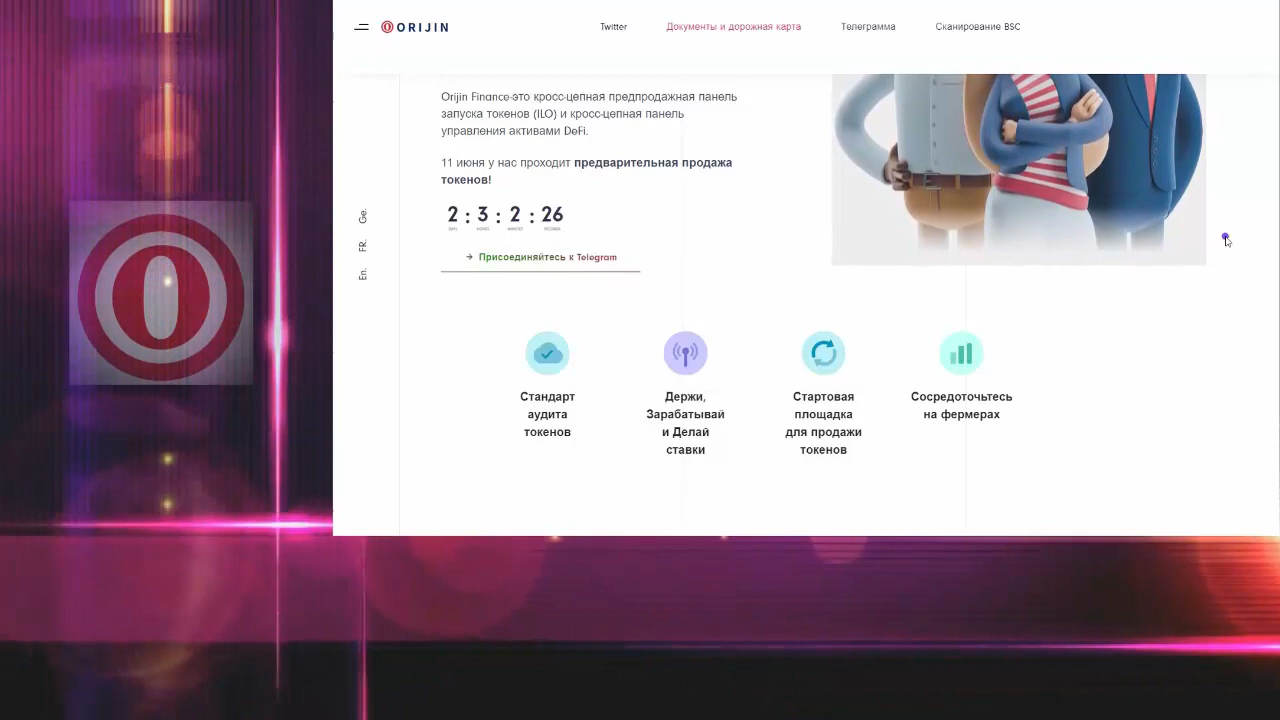 ORIJIN
Twitter
Документы и дорожная карта
Телеграмма
Сканирование BSC
Orijin Finance-это кросс-цепная предпродажная панель
запуска токенов (ILO) и кросс-цепная панель
управления активами DeFi.
11 июня у нас проходит предварительная продажа
токенов!
2 : 3 : 2 : 26
→ Присоединяйтесь к Telegram
Ge.
FR.
En.
Стандарт
аудита
токенов
Держи,
Зарабатывай
и Делай
ставки
Стартовая
площадка
для продажи
токенов
Сосредоточьтесь
на фермерах